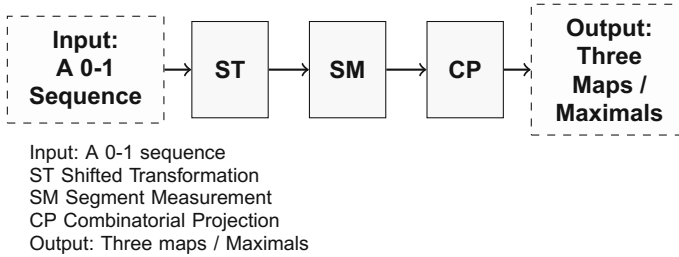 Input:
A 0-1
Sequence
ST
SM
CP
Output:
Three
Maps /
Maximals
Input: A 0-1 sequence
ST Shifted Transformation
SM Segment Measurement
CP Combinatorial Projection
Output: Three maps / Maximals